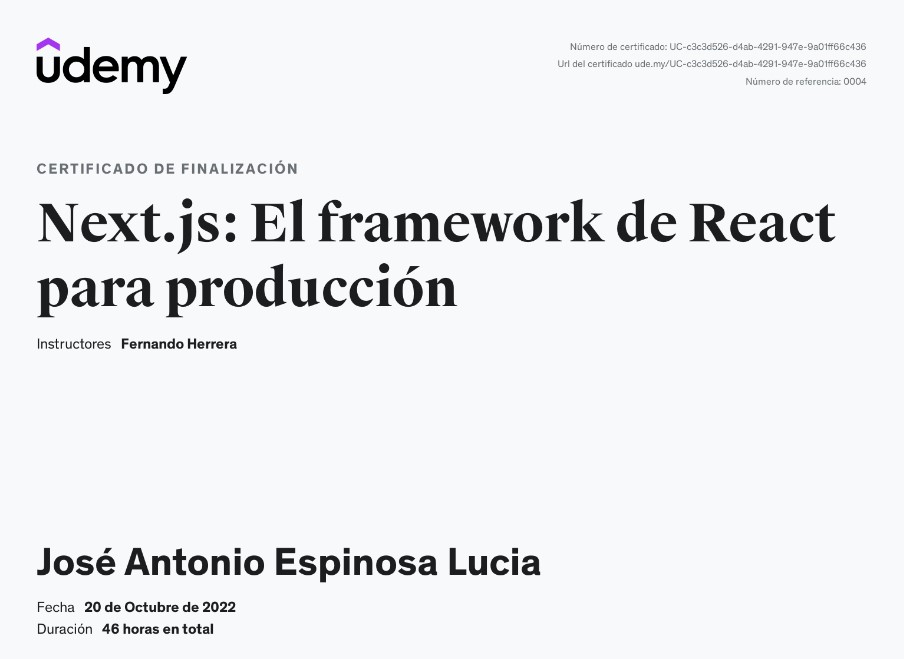 udemy
Número de certificado: UC-c3c3d526-d4ab-4291-947e-9a01ff66c436
Url del certificado ude.my/UC-c3c3d526-d4ab-4291-947e-9a01ff66c436
Número de referencia: 0004
CERTIFICADO DE FINALIZACIÓN
Next.js: El framework de React
para producción
Instructores Fernando Herrera
José Antonio Espinosa Lucia
Fecha 20 de Octubre de 2022
Duración 46 horas en total